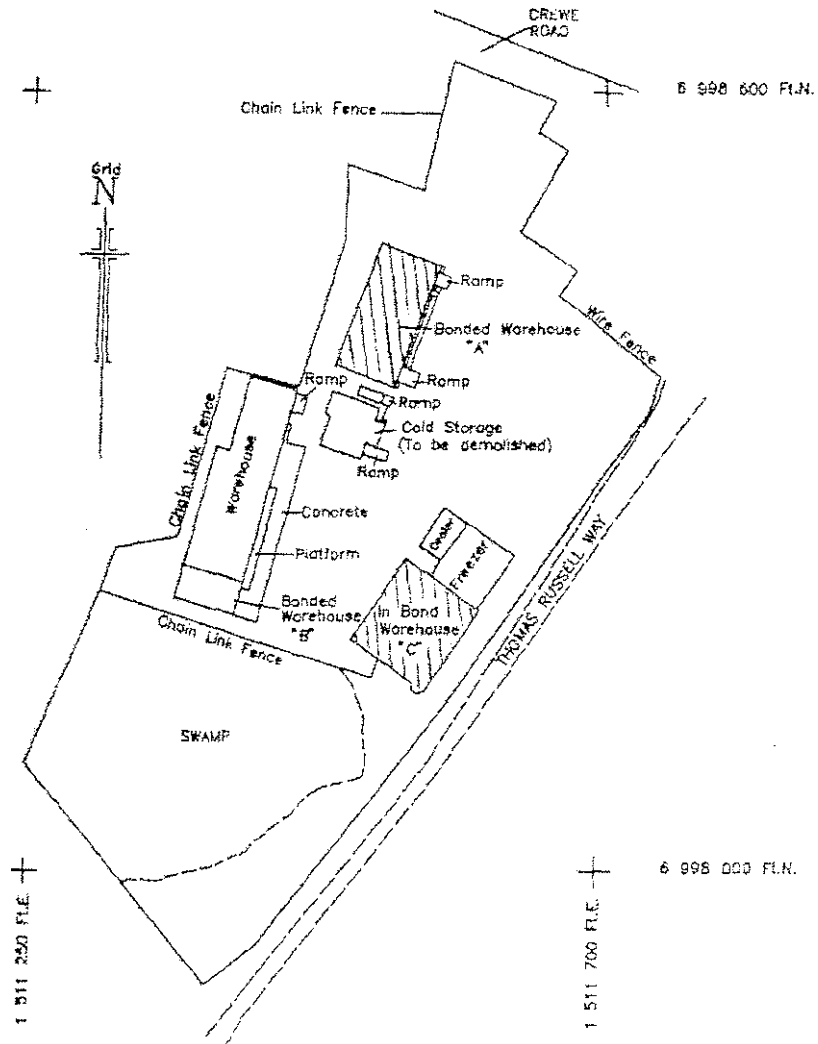 CREWE
ROAD
6 998 600 Ft.N.
Chain Link Fence
Grid
N
Ramp
Bonded Warehouse
"A"
Wire Fence
Ramp
Ramp
Ramp
Cold Storage
(To be demolished)
Ramp
Chain Link Fence
Warehouse
Concrete
Platform
Freezer
Bonded
Warehouse
"B"
In Bond
Warehouse
"C"
THOMAS RUSSELL WAY
Chain Link Fence
SWAMP
6 998 000 Ft.N.
1 511 250 Ft.E.
1 511 700 Ft.E.